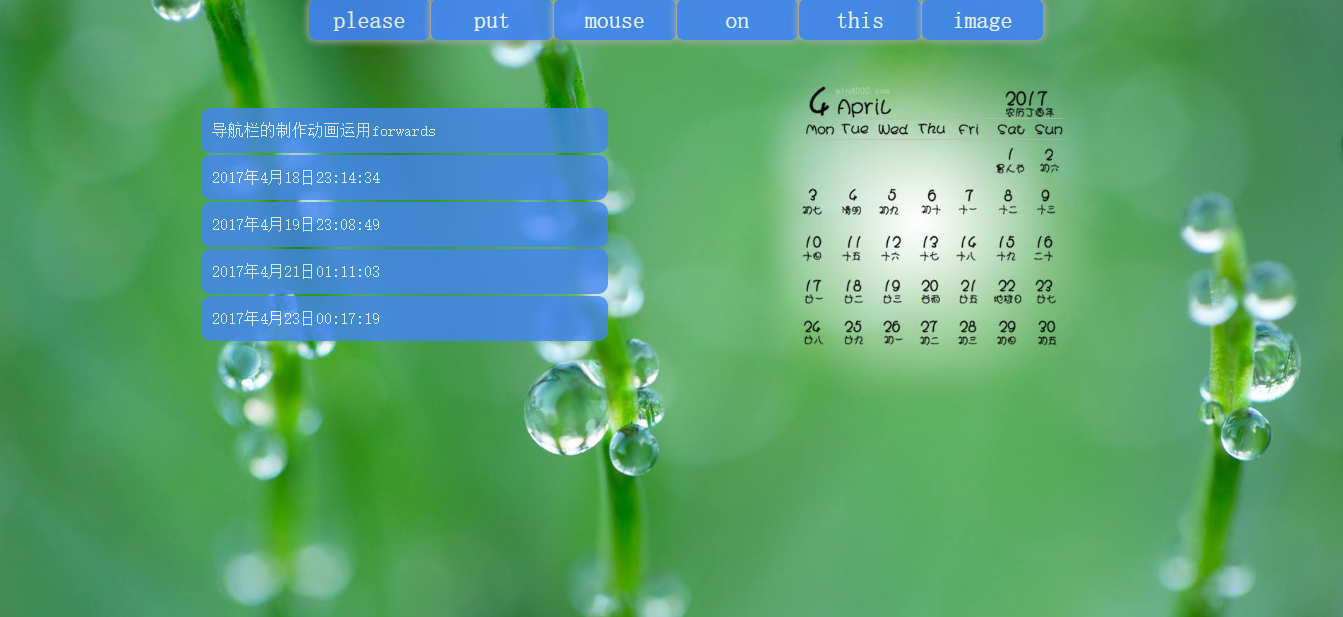 please put mouse on this image
导航栏的制作动画运用forwards
2017年4月18日23:14:34
2017年4月19日23:08:49
2017年4月21日01:11:03
2017年4月23日00:17:19
win4000.com
4 April 2017
农历丁酉年
Mon Tue Wed Thu Fri Sat Sun
1 2
愚人节 初六
3 4 5 6 7 8 9
初七 清明 初九 初十 十一 十二 十三
10 11 12 13 14 15 16
十四 十五 十六 十七 十八 十九 二十
17 18 19 20 21 22 23
廿一 廿二 廿三 谷雨 廿五 地球日 廿七
24 25 26 27 28 29 30
廿八 廿九 初一 初二 初三 初四 初五